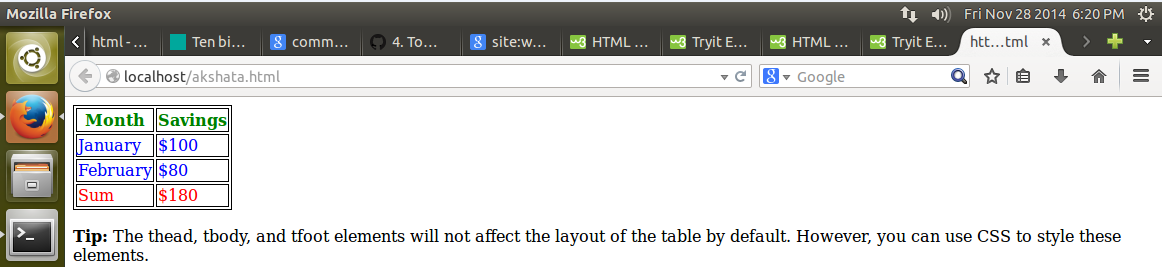 Mozilla Firefox
Fri Nov 28 2014 6:20 PM
html - ... Ten bi... comm... 4. To... site:w... HTML ... Tryit E... HTML ... Tryit E... htt...tml
localhost/akshata.html
Google
Month Savings
January $100
February $80
Sum $180
Tip: The thead, tbody, and tfoot elements will not affect the layout of the table by default. However, you can use CSS to style these
elements.